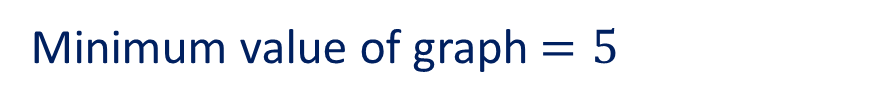 Minimum value of graph = 5